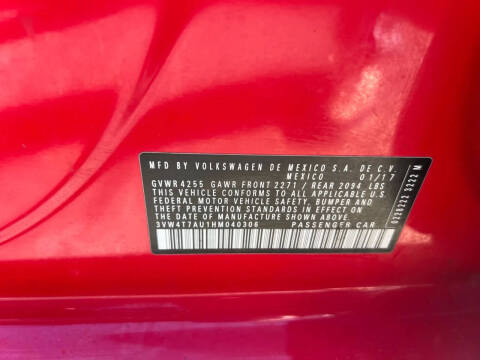 MFD BY VOLKSWAGEN DE MEXICO S.A. DE C.V.
MEXICO 01/17
GVWR 4255 GAWR FRONT 2271 / REAR 2094 LBS
THIS VEHICLE CONFORMS TO ALL APPLICABLE U.S.
FEDERAL MOTOR VEHICLE SAFETY, BUMPER AND
THEFT PREVENTION STANDARDS IN EFFECT ON
THE DATE OF MANUFACTURE SHOWN ABOVE.
3VW4T7AU1HM040306 PASSENGER CAR